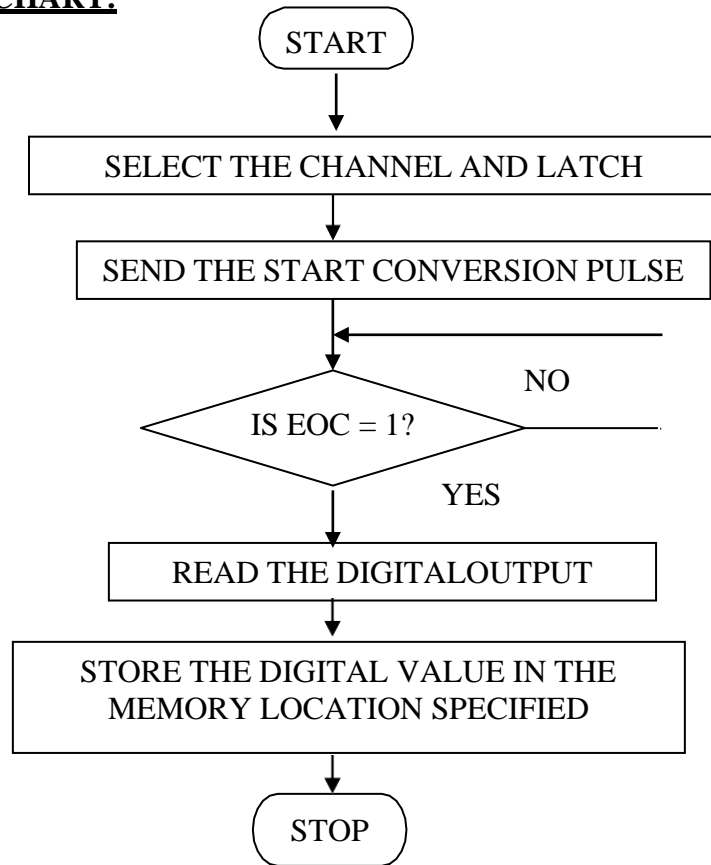 CHART:
START
SELECT THE CHANNEL AND LATCH
SEND THE START CONVERSION PULSE
NO
IS EOC = 1?
YES
READ THE DIGITALOUTPUT
STORE THE DIGITAL VALUE IN THE
MEMORY LOCATION SPECIFIED
STOP